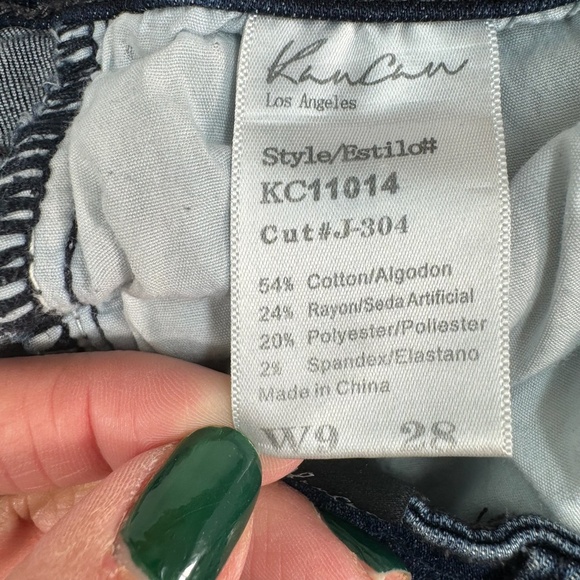 KanCan
Los Angeles
Style/Estilo#
KC11014
Cut#J-304
54% Cotton/Algodon
24% Rayon/Seda Artificial
20% Polyester/Poliester
2% Spandex/Elastano
Made in China
W9 28